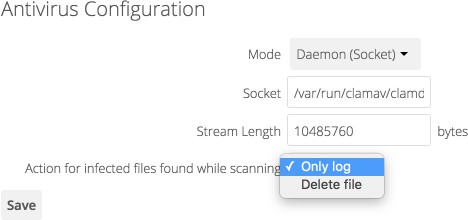 Antivirus Configuration
Mode Daemon (Socket)
Socket /var/run/clamav/clamd
Stream Length 10485760 bytes
Action for infected files found while scanning ✓ Only log
Delete file
Save